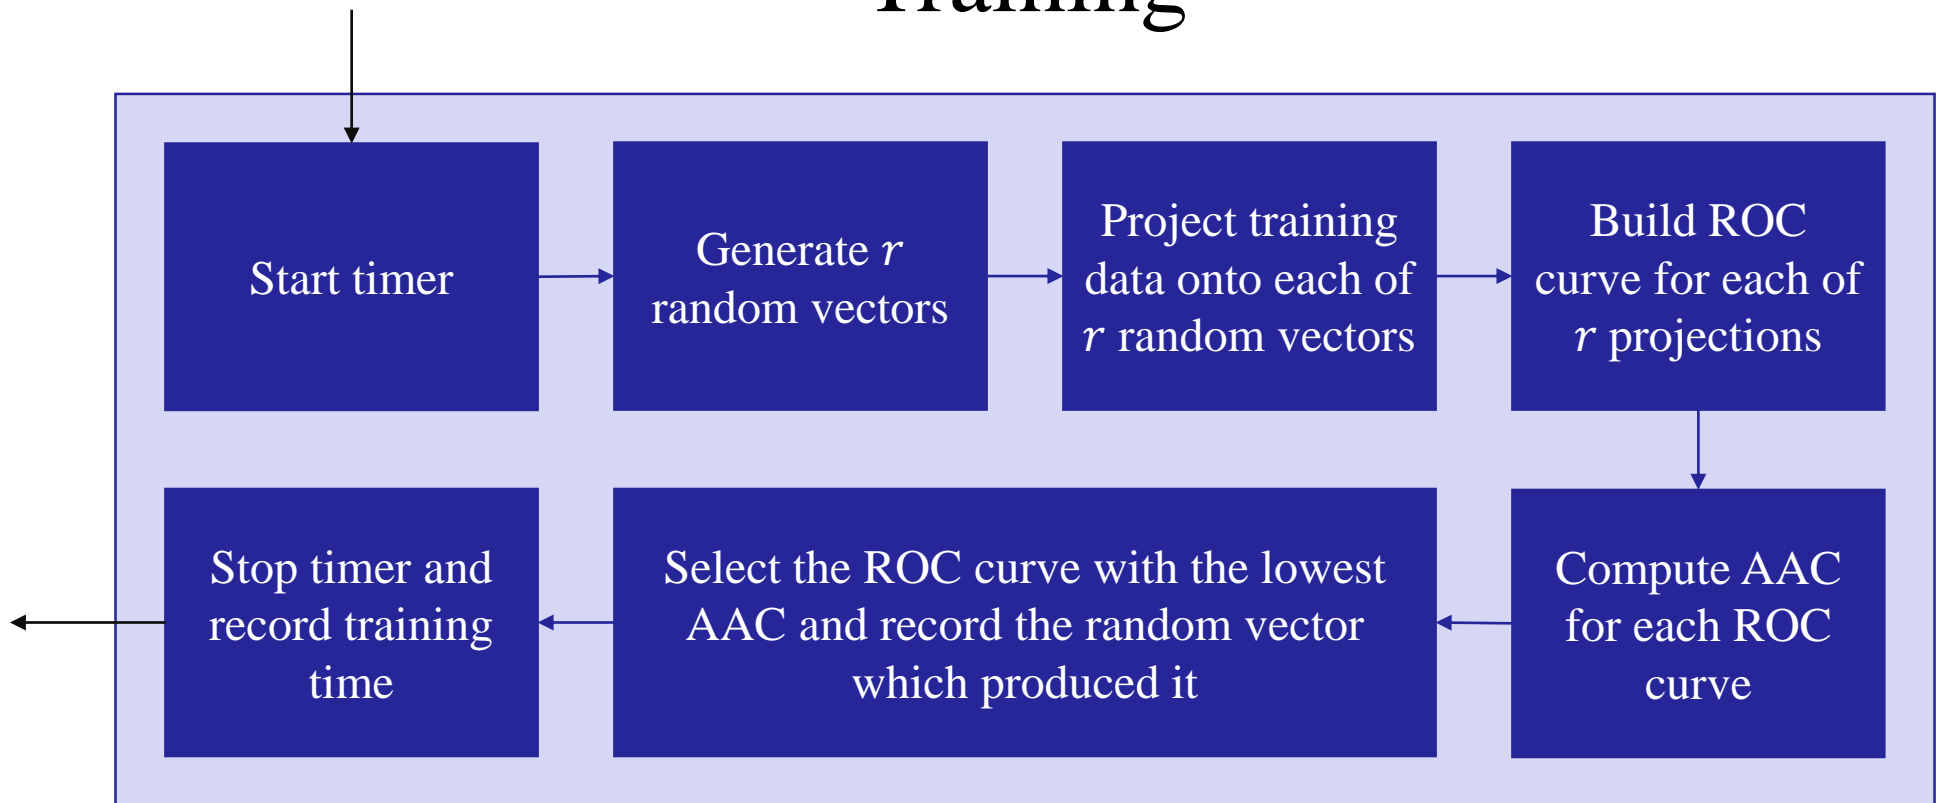 Training
Start timer
Generate r
random vectors
Project training
data onto each of
r random vectors
Build ROC
curve for each of
r projections
Compute AAC
for each ROC
curve
Select the ROC curve with the lowest
AAC and record the random vector
which produced it
Stop timer and
record training
time